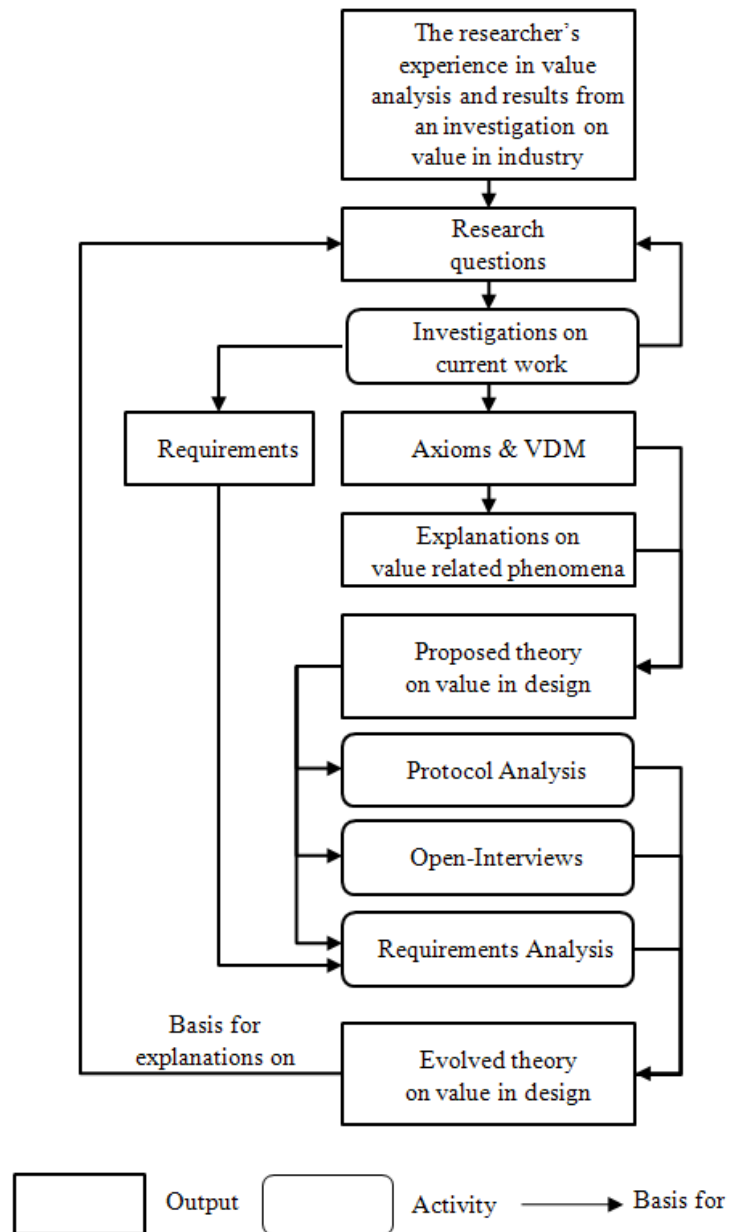 The researcher’s
experience in value
analysis and results from
an investigation on
value in industry
Research
questions
Investigations on
current work
Requirements
Axioms & VDM
Explanations on
value related phenomena
Proposed theory
on value in design
Protocol Analysis
Open-Interviews
Requirements Analysis
Basis for
explanations on
Evolved theory
on value in design
Output
Activity
Basis for